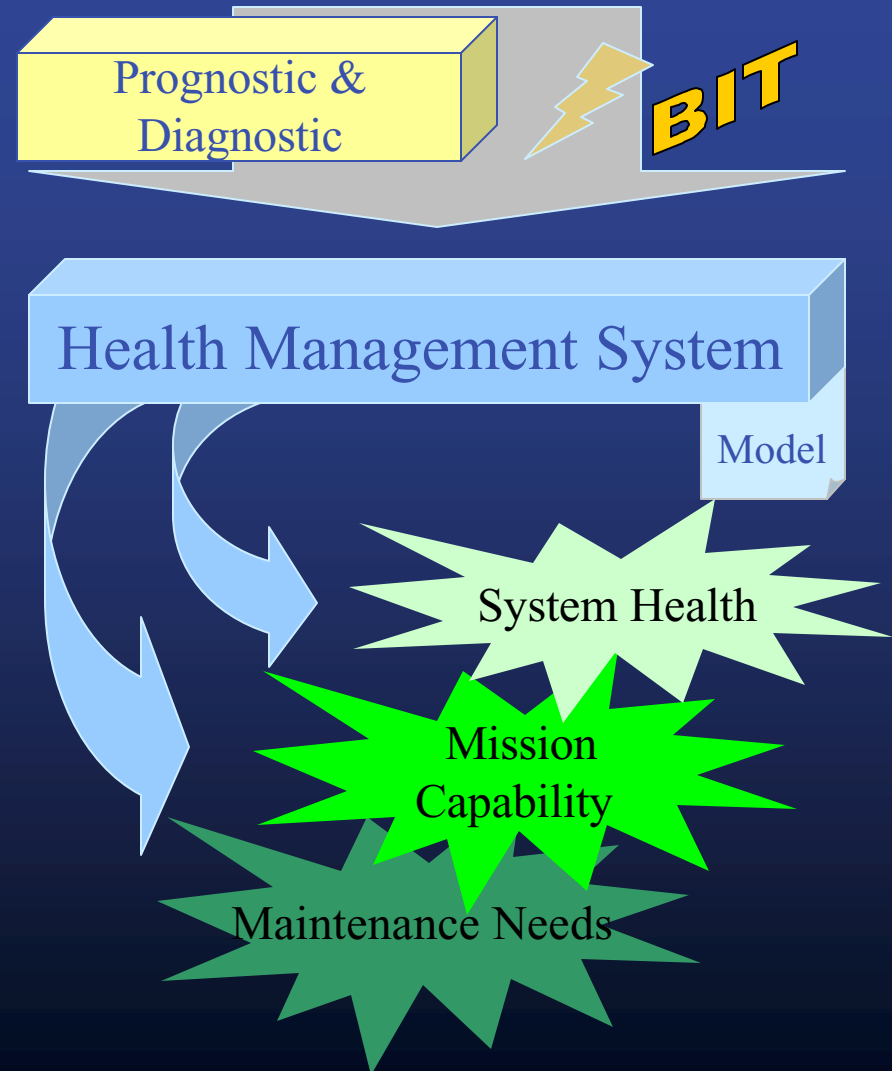 Prognostic &
Diagnostic
BIT
Health Management System
Model
System Health
Mission
Capability
Maintenance Needs